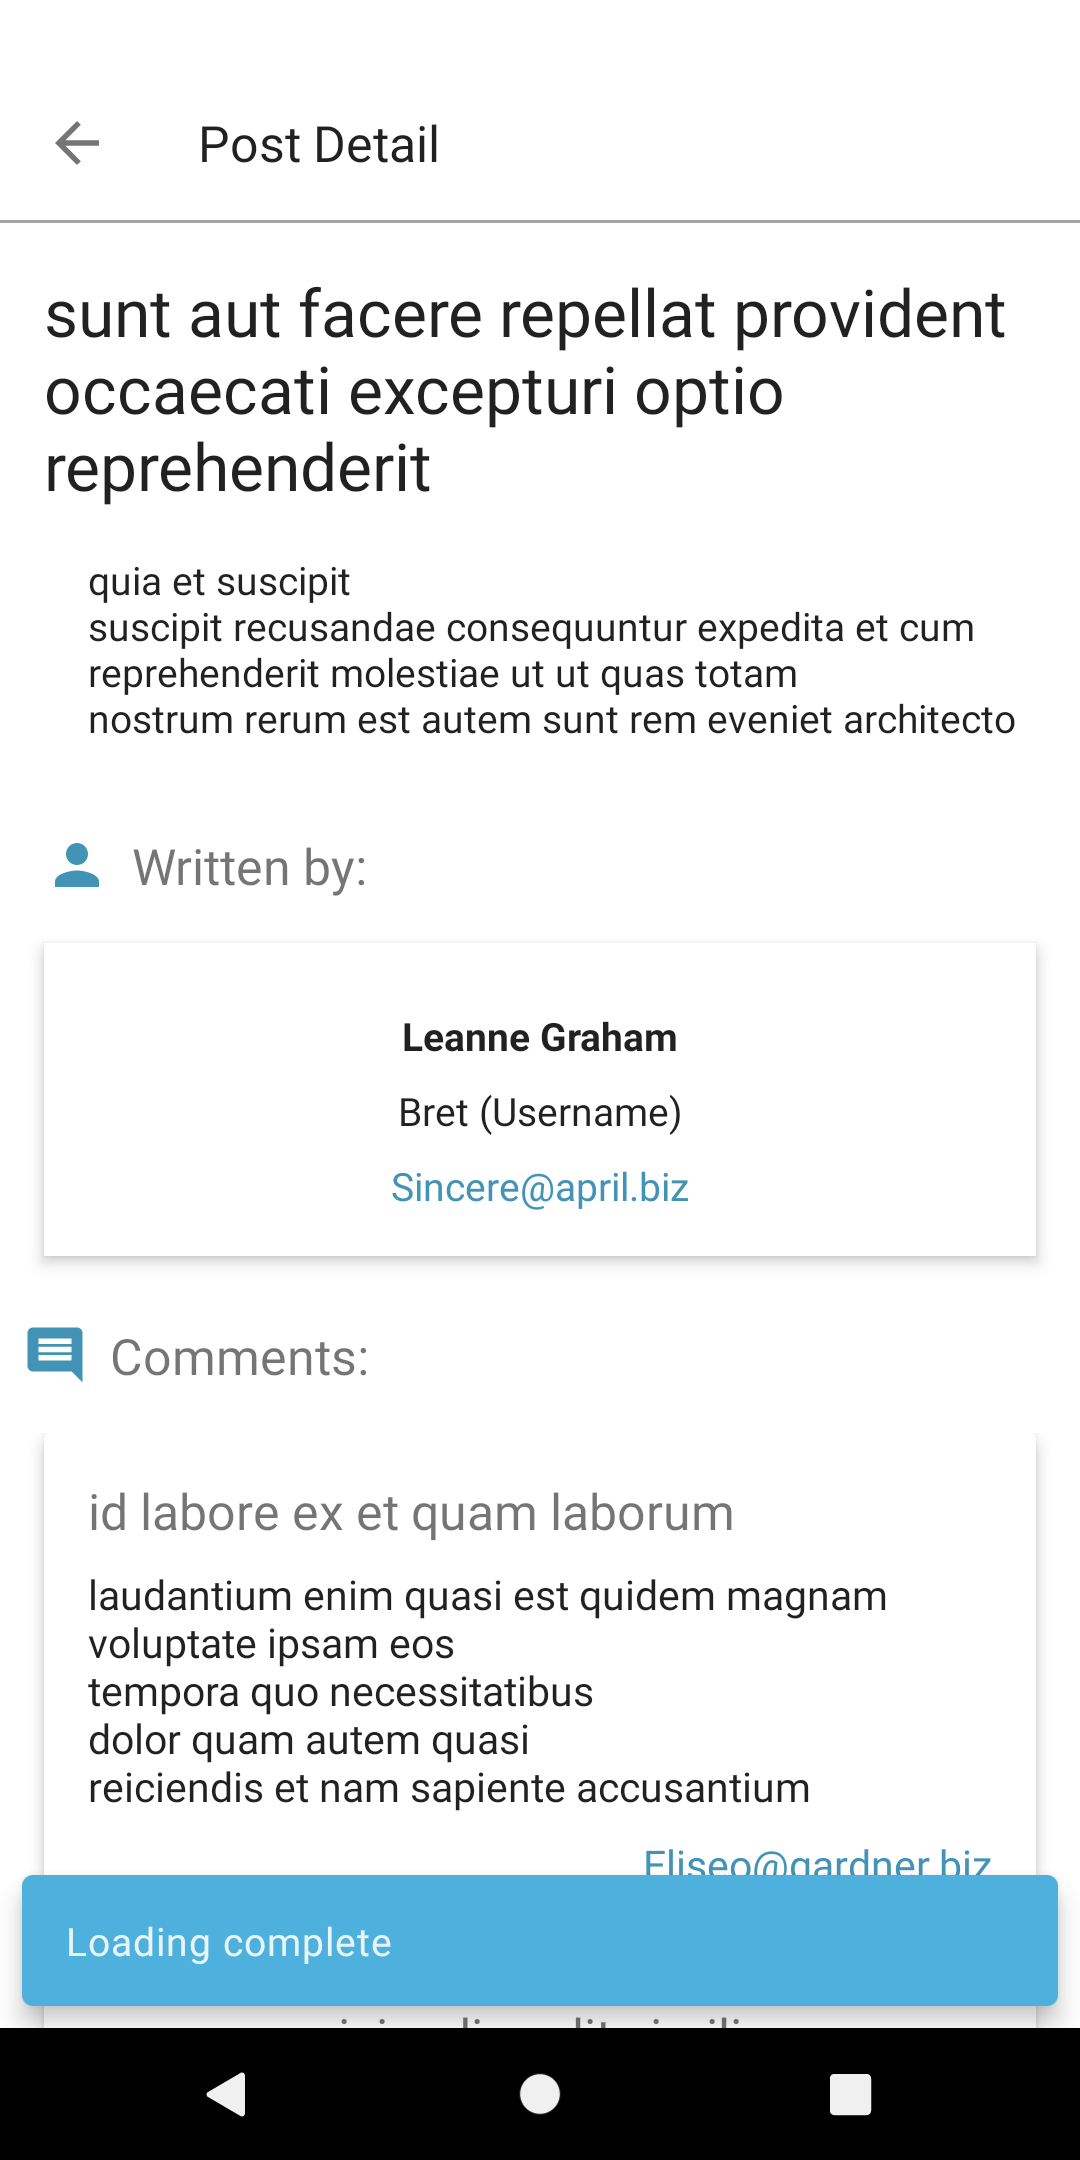 Post Detail
sunt aut facere repellat provident
occaecati excepturi optio
reprehenderit
quia et suscipit
suscipit recusandae consequuntur expedita et cum
reprehenderit molestiae ut ut quas totam
nostrum rerum est autem sunt rem eveniet architecto
Written by:
Leanne Graham
Bret (Username)
Sincere@april.biz
Comments:
id labore ex et quam laborum
laudantium enim quasi est quidem magnam
voluptate ipsam eos
tempora quo necessitatibus
dolor quam autem quasi
reiciendis et nam sapiente accusantium
Eliseo@gardner.biz
Loading complete